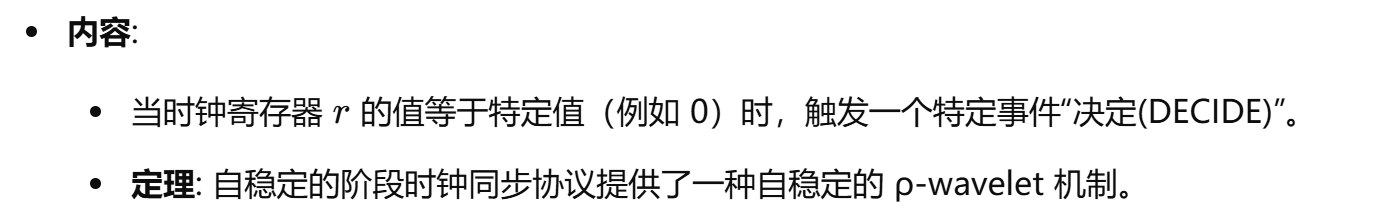 内容:
当时钟寄存器 r 的值等于特定值（例如 0）时，触发一个特定事件“决定(DECIDE)”。
定理: 自稳定的阶段时钟同步协议提供了一种自稳定的 ρ-wavelet 机制。